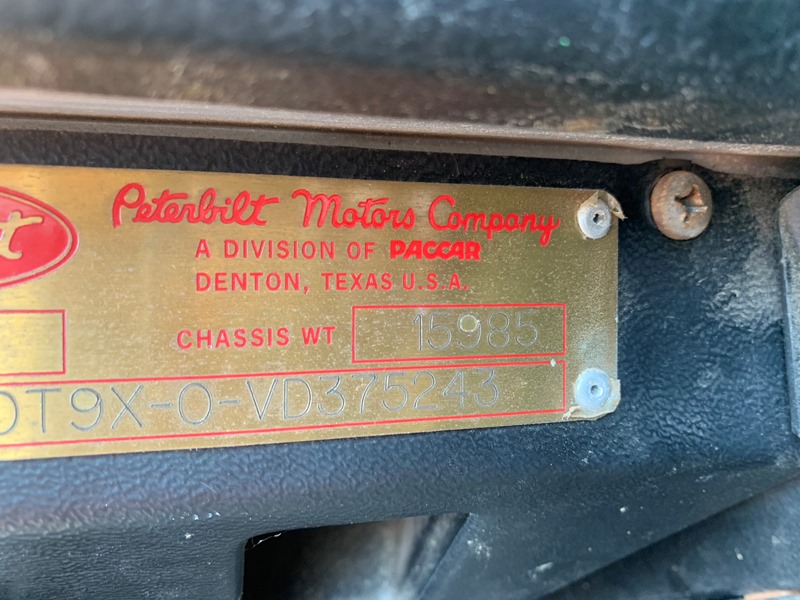 Peterbilt Motors Company
A DIVISION OF PACCAR
DENTON, TEXAS U.S.A.
CHASSIS WT 15985
DT9X-0-VD375243